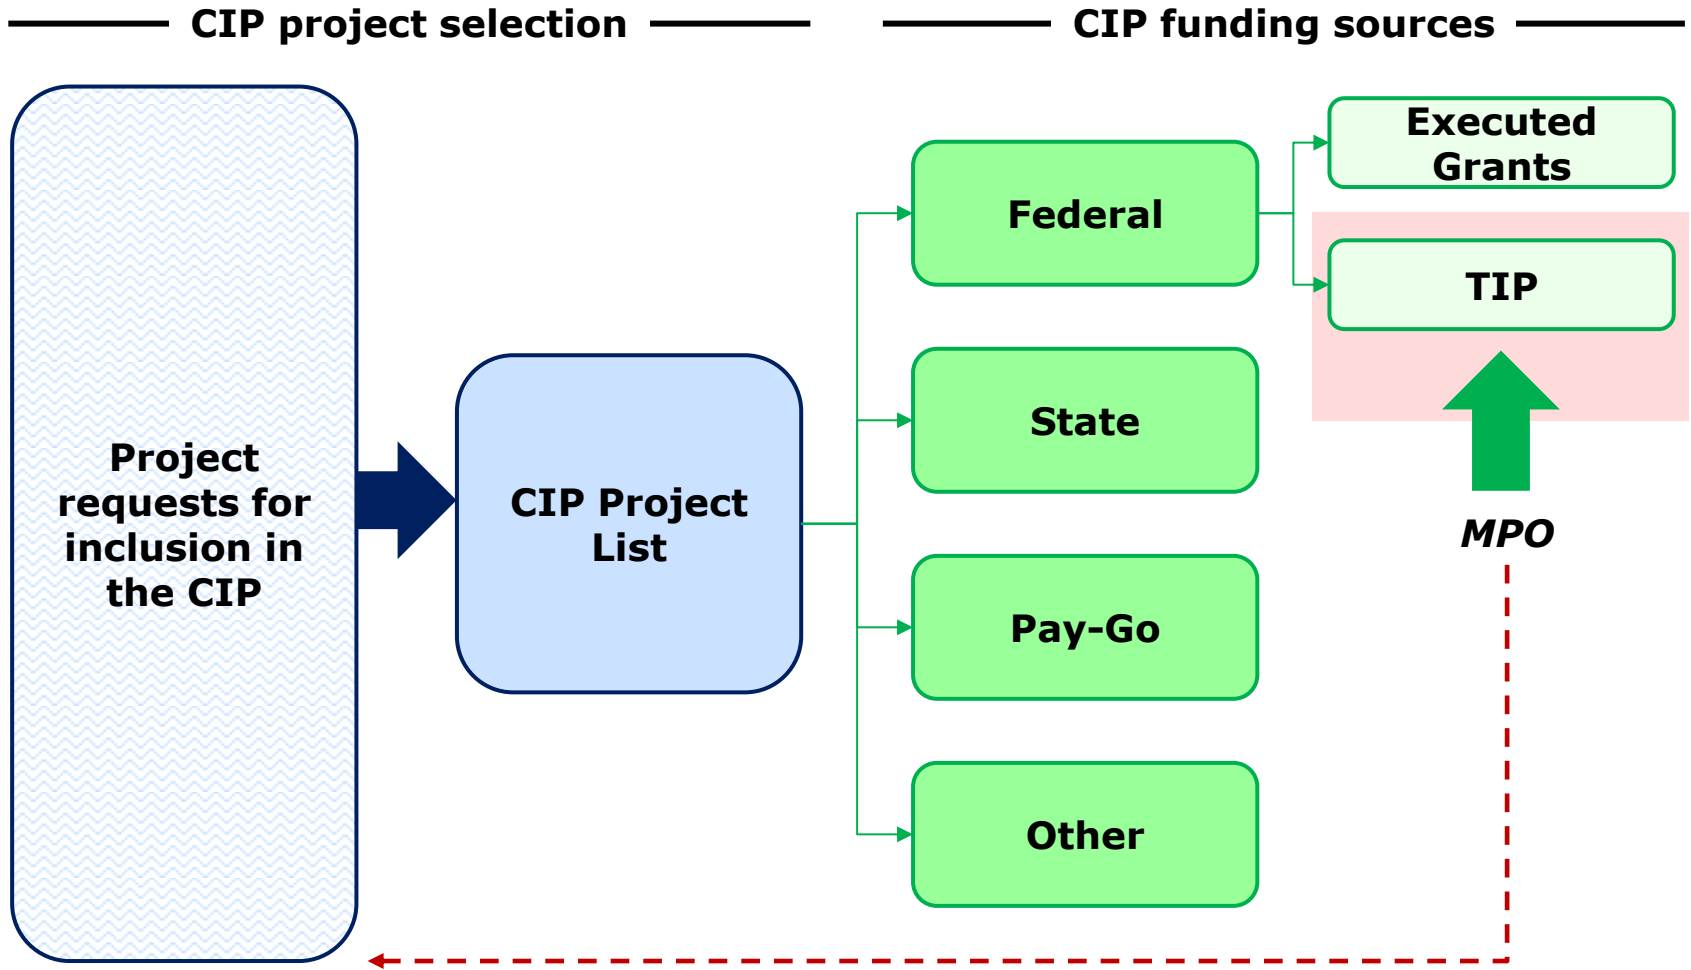 CIP project selection
CIP funding sources
Project
requests for
inclusion in
the CIP
CIP Project
List
Federal
State
Pay-Go
Other
Executed
Grants
TIP
MPO